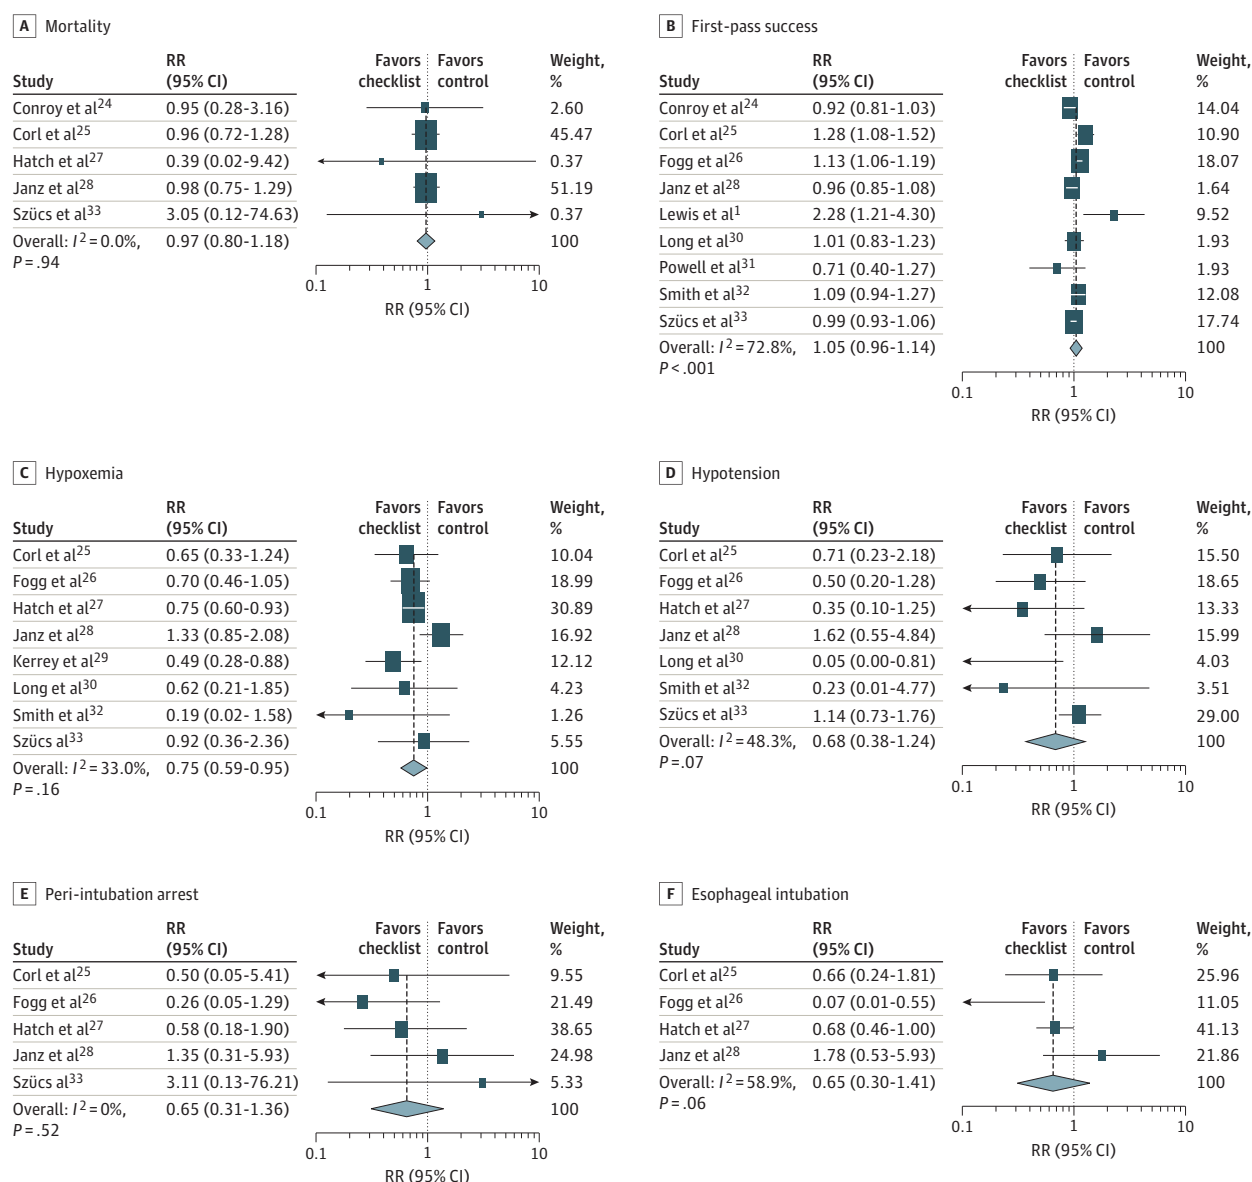 A Mortality
Study RR (95% CI) Favors checklist Favors control Weight, %
Conroy et al24 0.95 (0.28-3.16) 2.60
Corl et al25 0.96 (0.72-1.28) 45.47
Hatch et al27 0.39 (0.02-9.42) 0.37
Janz et al28 0.98 (0.75- 1.29) 51.19
Szücs et al33 3.05 (0.12-74.63) 0.37
Overall: I2 = 0.0%, 0.97 (0.80-1.18) 100
P = .94
0.1 1 10
RR (95% CI)
B First-pass success
Study RR (95% CI) Favors checklist Favors control Weight, %
Conroy et al24 0.92 (0.81-1.03) 14.04
Corl et al25 1.28 (1.08-1.52) 10.90
Fogg et al26 1.13 (1.06-1.19) 18.07
Janz et al28 0.96 (0.85-1.08) 1.64
Lewis et al1 2.28 (1.21-4.30) 9.52
Long et al30 1.01 (0.83-1.23) 1.93
Powell et al31 0.71 (0.40-1.27) 1.93
Smith et al32 1.09 (0.94-1.27) 12.08
Szücs et al33 0.99 (0.93-1.06) 17.74
Overall: I2 = 72.8%, 1.05 (0.96-1.14) 100
P < .001
0.1 1 10
RR (95% CI)
C Hypoxemia
Study RR (95% CI) Favors checklist Favors control Weight, %
Corl et al25 0.65 (0.33-1.24) 10.04
Fogg et al26 0.70 (0.46-1.05) 18.99
Hatch et al27 0.75 (0.60-0.93) 30.89
Janz et al28 1.33 (0.85-2.08) 16.92
Kerrey et al29 0.49 (0.28-0.88) 12.12
Long et al30 0.62 (0.21-1.85) 4.23
Smith et al32 0.19 (0.02- 1.58) 1.26
Szücs al33 0.92 (0.36-2.36) 5.55
Overall: I2 = 33.0%, 0.75 (0.59-0.95) 100
P = .16
0.1 1 10
RR (95% CI)
D Hypotension
Study RR (95% CI) Favors checklist Favors control Weight, %
Corl et al25 0.71 (0.23-2.18) 15.50
Fogg et al26 0.50 (0.20-1.28) 18.65
Hatch et al27 0.35 (0.10-1.25) 13.33
Janz et al28 1.62 (0.55-4.84) 15.99
Long et al30 0.05 (0.00-0.81) 4.03
Smith et al32 0.23 (0.01-4.77) 3.51
Szücs et al33 1.14 (0.73-1.76) 29.00
Overall: I2 = 48.3%, 0.68 (0.38-1.24) 100
P = .07
0.1 1 10
RR (95% CI)
E Peri-intubation arrest
Study RR (95% CI) Favors checklist Favors control Weight, %
Corl et al25 0.50 (0.05-5.41) 9.55
Fogg et al26 0.26 (0.05-1.29) 21.49
Hatch et al27 0.58 (0.18-1.90) 38.65
Janz et al28 1.35 (0.31-5.93) 24.98
Szücs al33 3.11 (0.13-76.21) 5.33
Overall: I2 = 0%, 0.65 (0.31-1.36) 100
P = .52
0.1 1 10
RR (95% CI)
F Esophageal intubation
Study RR (95% CI) Favors checklist Favors control Weight, %
Corl et al25 0.66 (0.24-1.81) 25.96
Fogg et al26 0.07 (0.01-0.55) 11.05
Hatch et al27 0.68 (0.46-1.00) 41.13
Janz et al28 1.78 (0.53-5.93) 21.86
Overall: I2 = 58.9%, 0.65 (0.30-1.41) 100
P = .06
0.1 1 10
RR (95% CI)